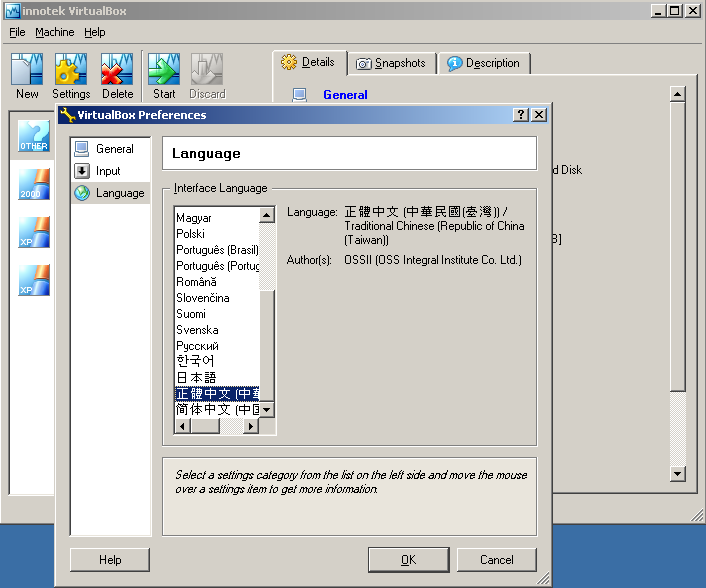 innotek VirtualBox
File Machine Help
New Settings Delete Start Discard
Details Snapshots Description
General
OTHER
2000
XP
XP
d Disk
B]
VirtualBox Preferences
General
Input
Language
Language
Interface Language
Magyar
Polski
Português (Brasil)
Português (Portug
Română
Slovenčina
Suomi
Svenska
Русский
한국어
日本語
正體中文 (中華
简体中文 (中国
Language: 正體中文 (中華民國(臺灣)) /
Traditional Chinese (Republic of China
(Taiwan))
Author(s): OSSII (OSS Integral Institute Co. Ltd.)
Select a settings category from the list on the left side and move the mouse
over a settings item to get more information.
Help OK Cancel